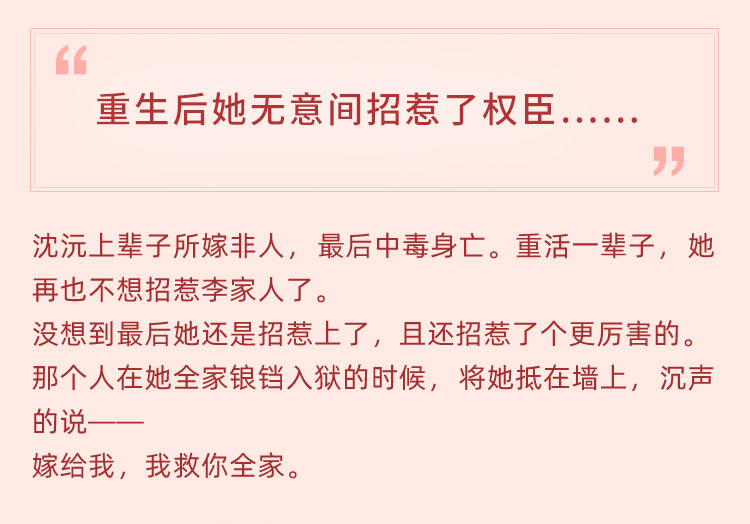 重生后她无意间招惹了权臣……
沈沅上辈子所嫁非人，最后中毒身亡。重活一辈子，她
再也不想招惹李家人了。
没想到最后她还是招惹上了，且还招惹了个更厉害的。
那个人在她全家锒铛入狱的时候，将她抵在墙上，沉声
的说——
嫁给我，我救你全家。